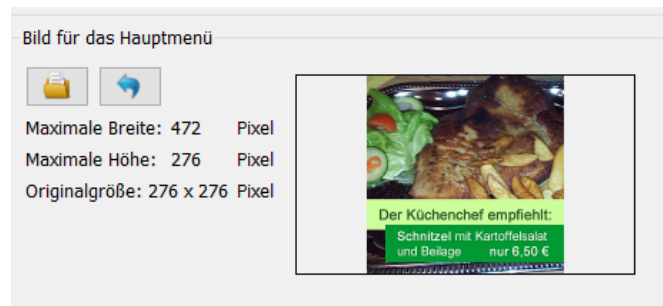 Bild für das Hauptmenü
Maximale Breite: 472 Pixel
Maximale Höhe: 276 Pixel
Originalgröße: 276 x 276 Pixel
Der Küchenchef empfiehlt:
Schnitzel mit Kartoffelsalat
und Beilage nur 6,50 €